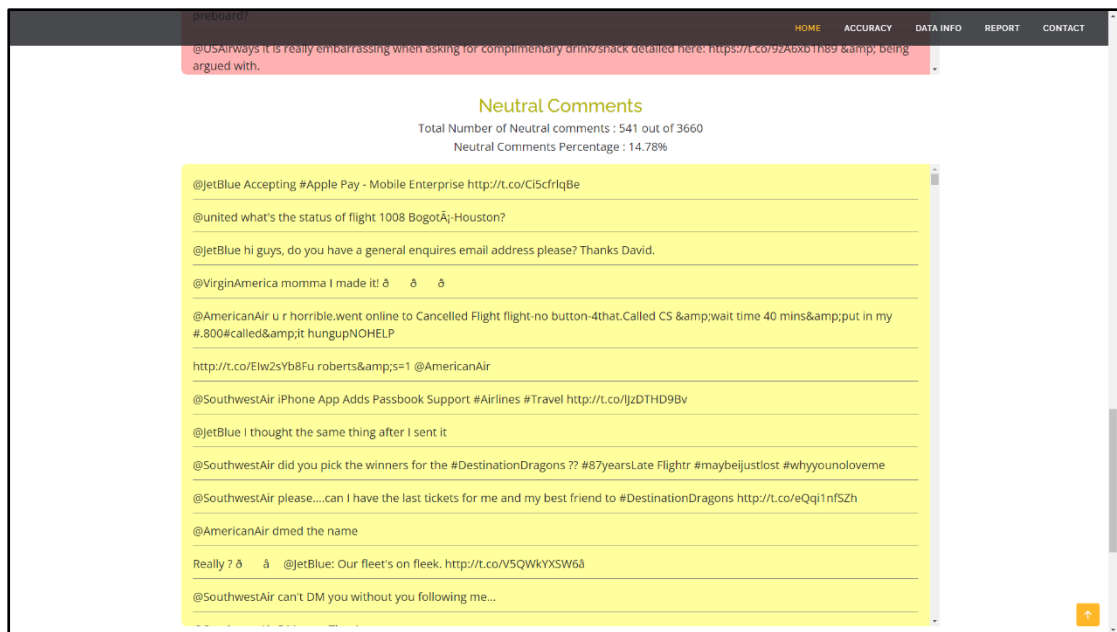 preboard?
HOME ACCURACY DATA INFO REPORT CONTACT
@USAirways it is really embarrassing when asking for complimentary drink/snack detailed here: https://t.co/9zA6xb1h89 &amp; being
argued with.
Neutral Comments
Total Number of Neutral comments : 541 out of 3660
Neutral Comments Percentage : 14.78%
@JetBlue Accepting #Apple Pay - Mobile Enterprise http://t.co/Ci5cfrlqBe
@united what's the status of flight 1008 BogotÃ¡-Houston?
@JetBlue hi guys, do you have a general enquires email address please? Thanks David.
@VirginAmerica momma I made it! ð ð ð
@AmericanAir u r horrible.went online to Cancelled Flight flight-no button-4that.Called CS &amp;wait time 40 mins&amp;put in my
#.800#called&amp;it hungupNOHELP
http://t.co/EIw2sYb8Fu roberts&amp;s=1 @AmericanAir
@SouthwestAir iPhone App Adds Passbook Support #Airlines #Travel http://t.co/lJzDTHD9Bv
@JetBlue I thought the same thing after I sent it
@SouthwestAir did you pick the winners for the #DestinationDragons ?? #87yearsLate Flightr #maybeijustlost #whyyounoloveme
@SouthwestAir please....can I have the last tickets for me and my best friend to #DestinationDragons http://t.co/eQqi1nfSZh
@AmericanAir dmed the name
Really ? ð â @JetBlue: Our fleet's on fleek. http://t.co/V5QWkYXSW6â
@SouthwestAir can't DM you without you following me...